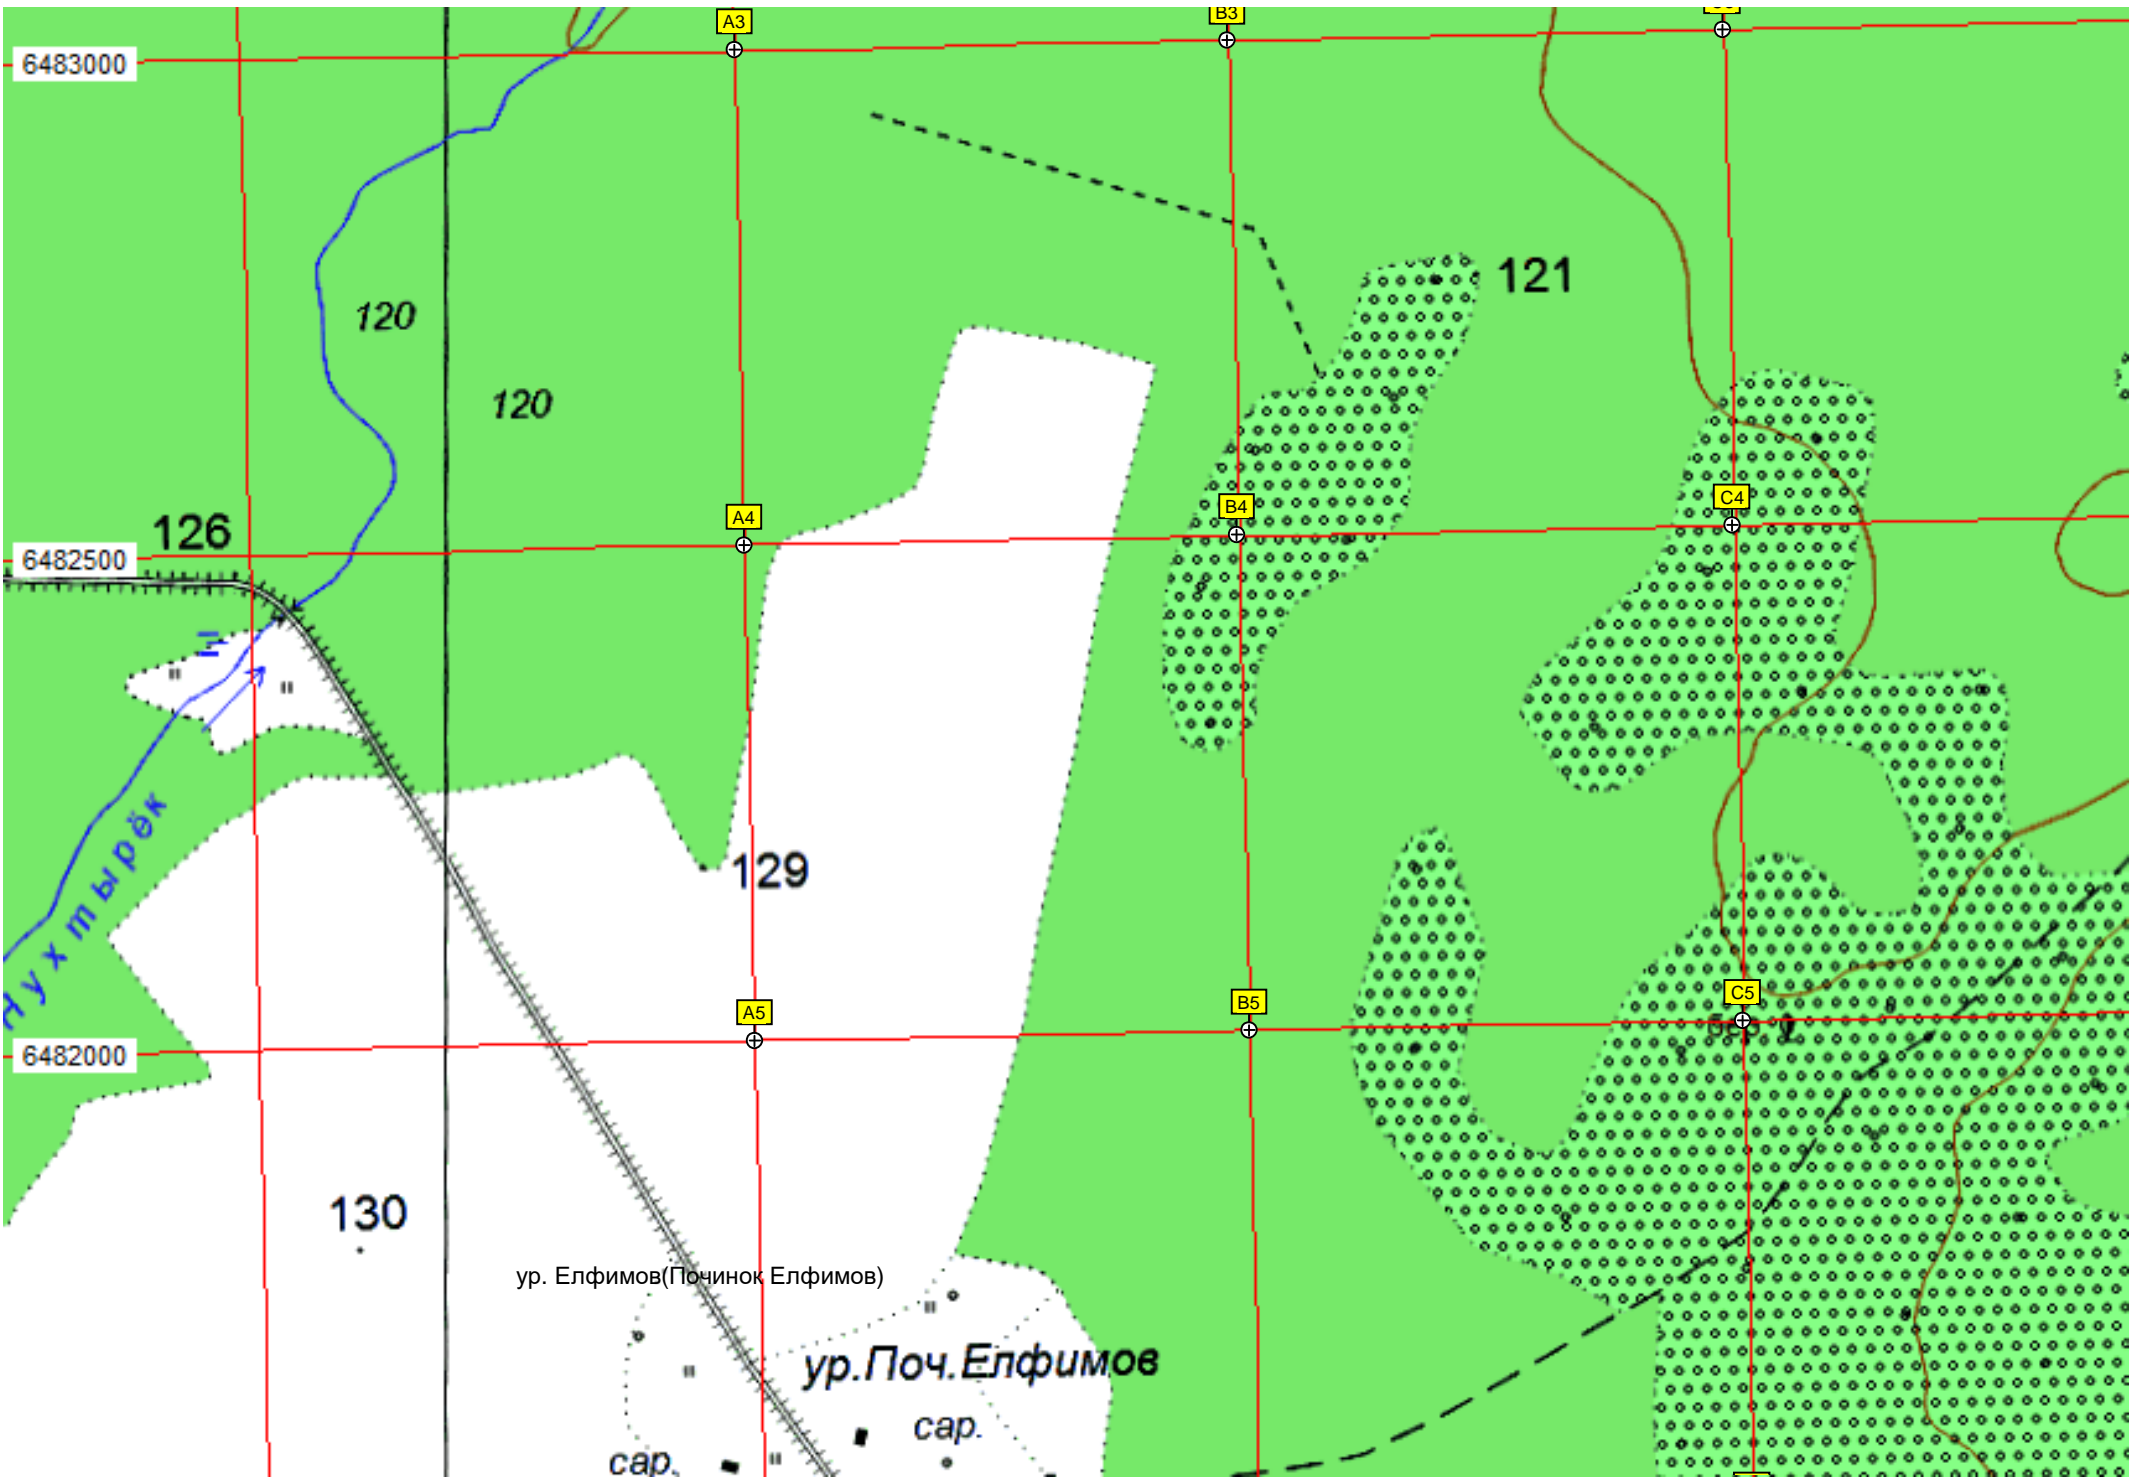 A3
B3
6483000
121
120
120
C4
B4
A4
126
6482500
129
Нухтырёк
C5
B5
A5
6482000
130
ур. Елфимов(Починок Елфимов)
ур.Поч.Елфимов
сар.
сар.